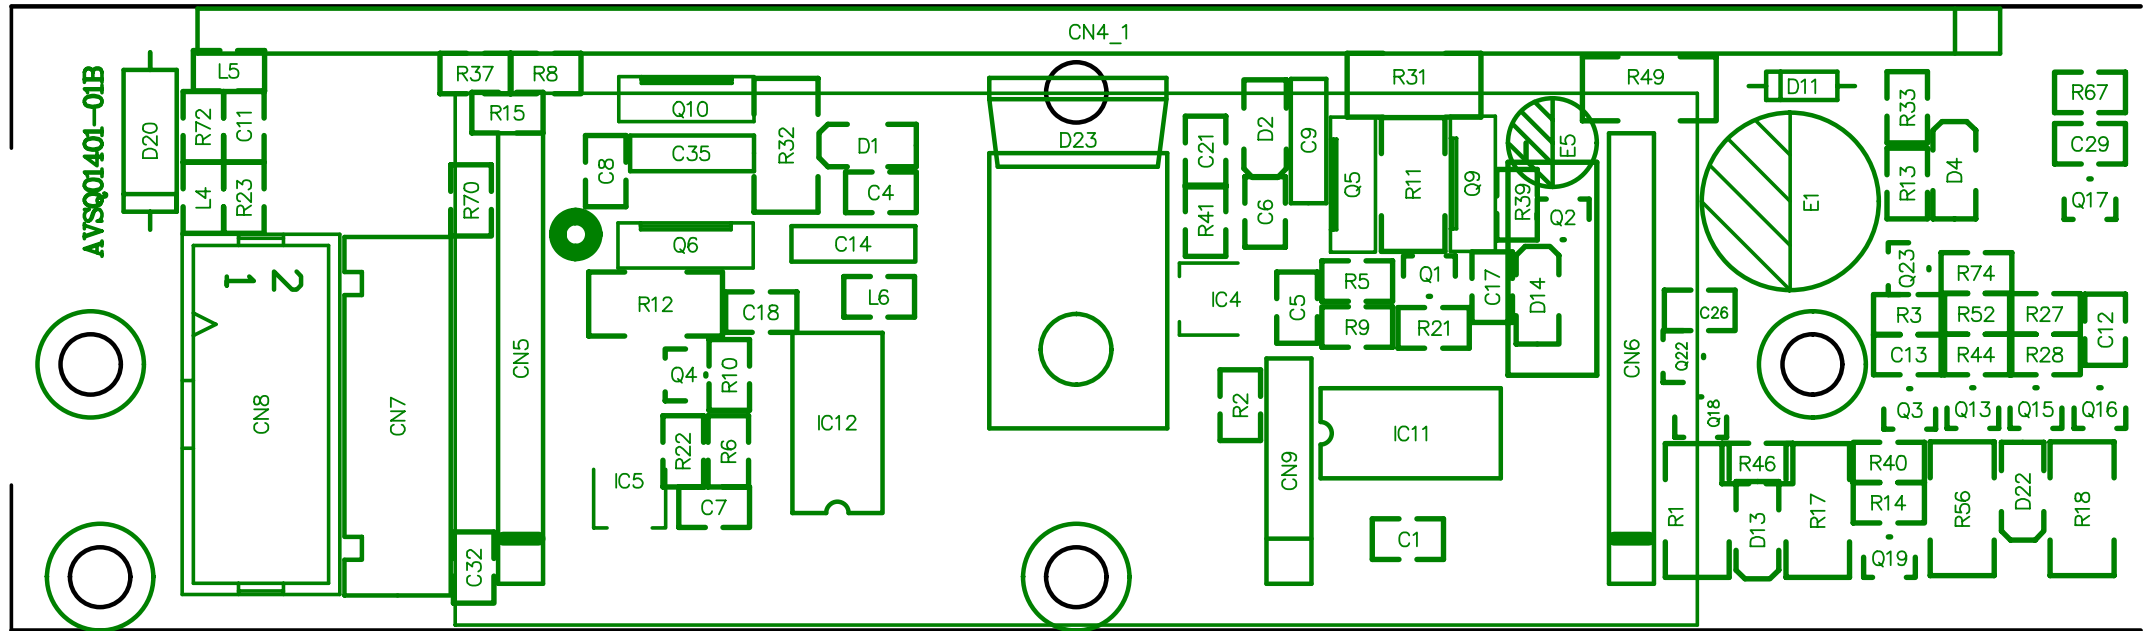 CN4_1
L5
R37
R8
Q10
R31
R49
D11
R67
AVSQ01401-01B
D20
R72
C11
R15
C8
C35
R32
D1
D23
C21
D2
C9
E5
R33
D4
C29
L4
R23
R70
Q6
C4
C14
R41
C6
Q5
R11
Q9
R39
Q2
E1
R13
Q17
1
2
R12
C18
L6
IC4
C5
R5
Q1
C17
D14
Q23
R74
CN5
R9
R21
CN6
C26
R3
R52
R27
C12
Q4
R10
Q22
C13
R44
R28
CN8
CN7
IC12
R2
IC11
Q18
Q3
Q13
Q15
Q16
R22
R6
IC5
C7
CN9
R46
R40
R1
D13
R17
R14
R56
D22
R18
C32
C1
Q19